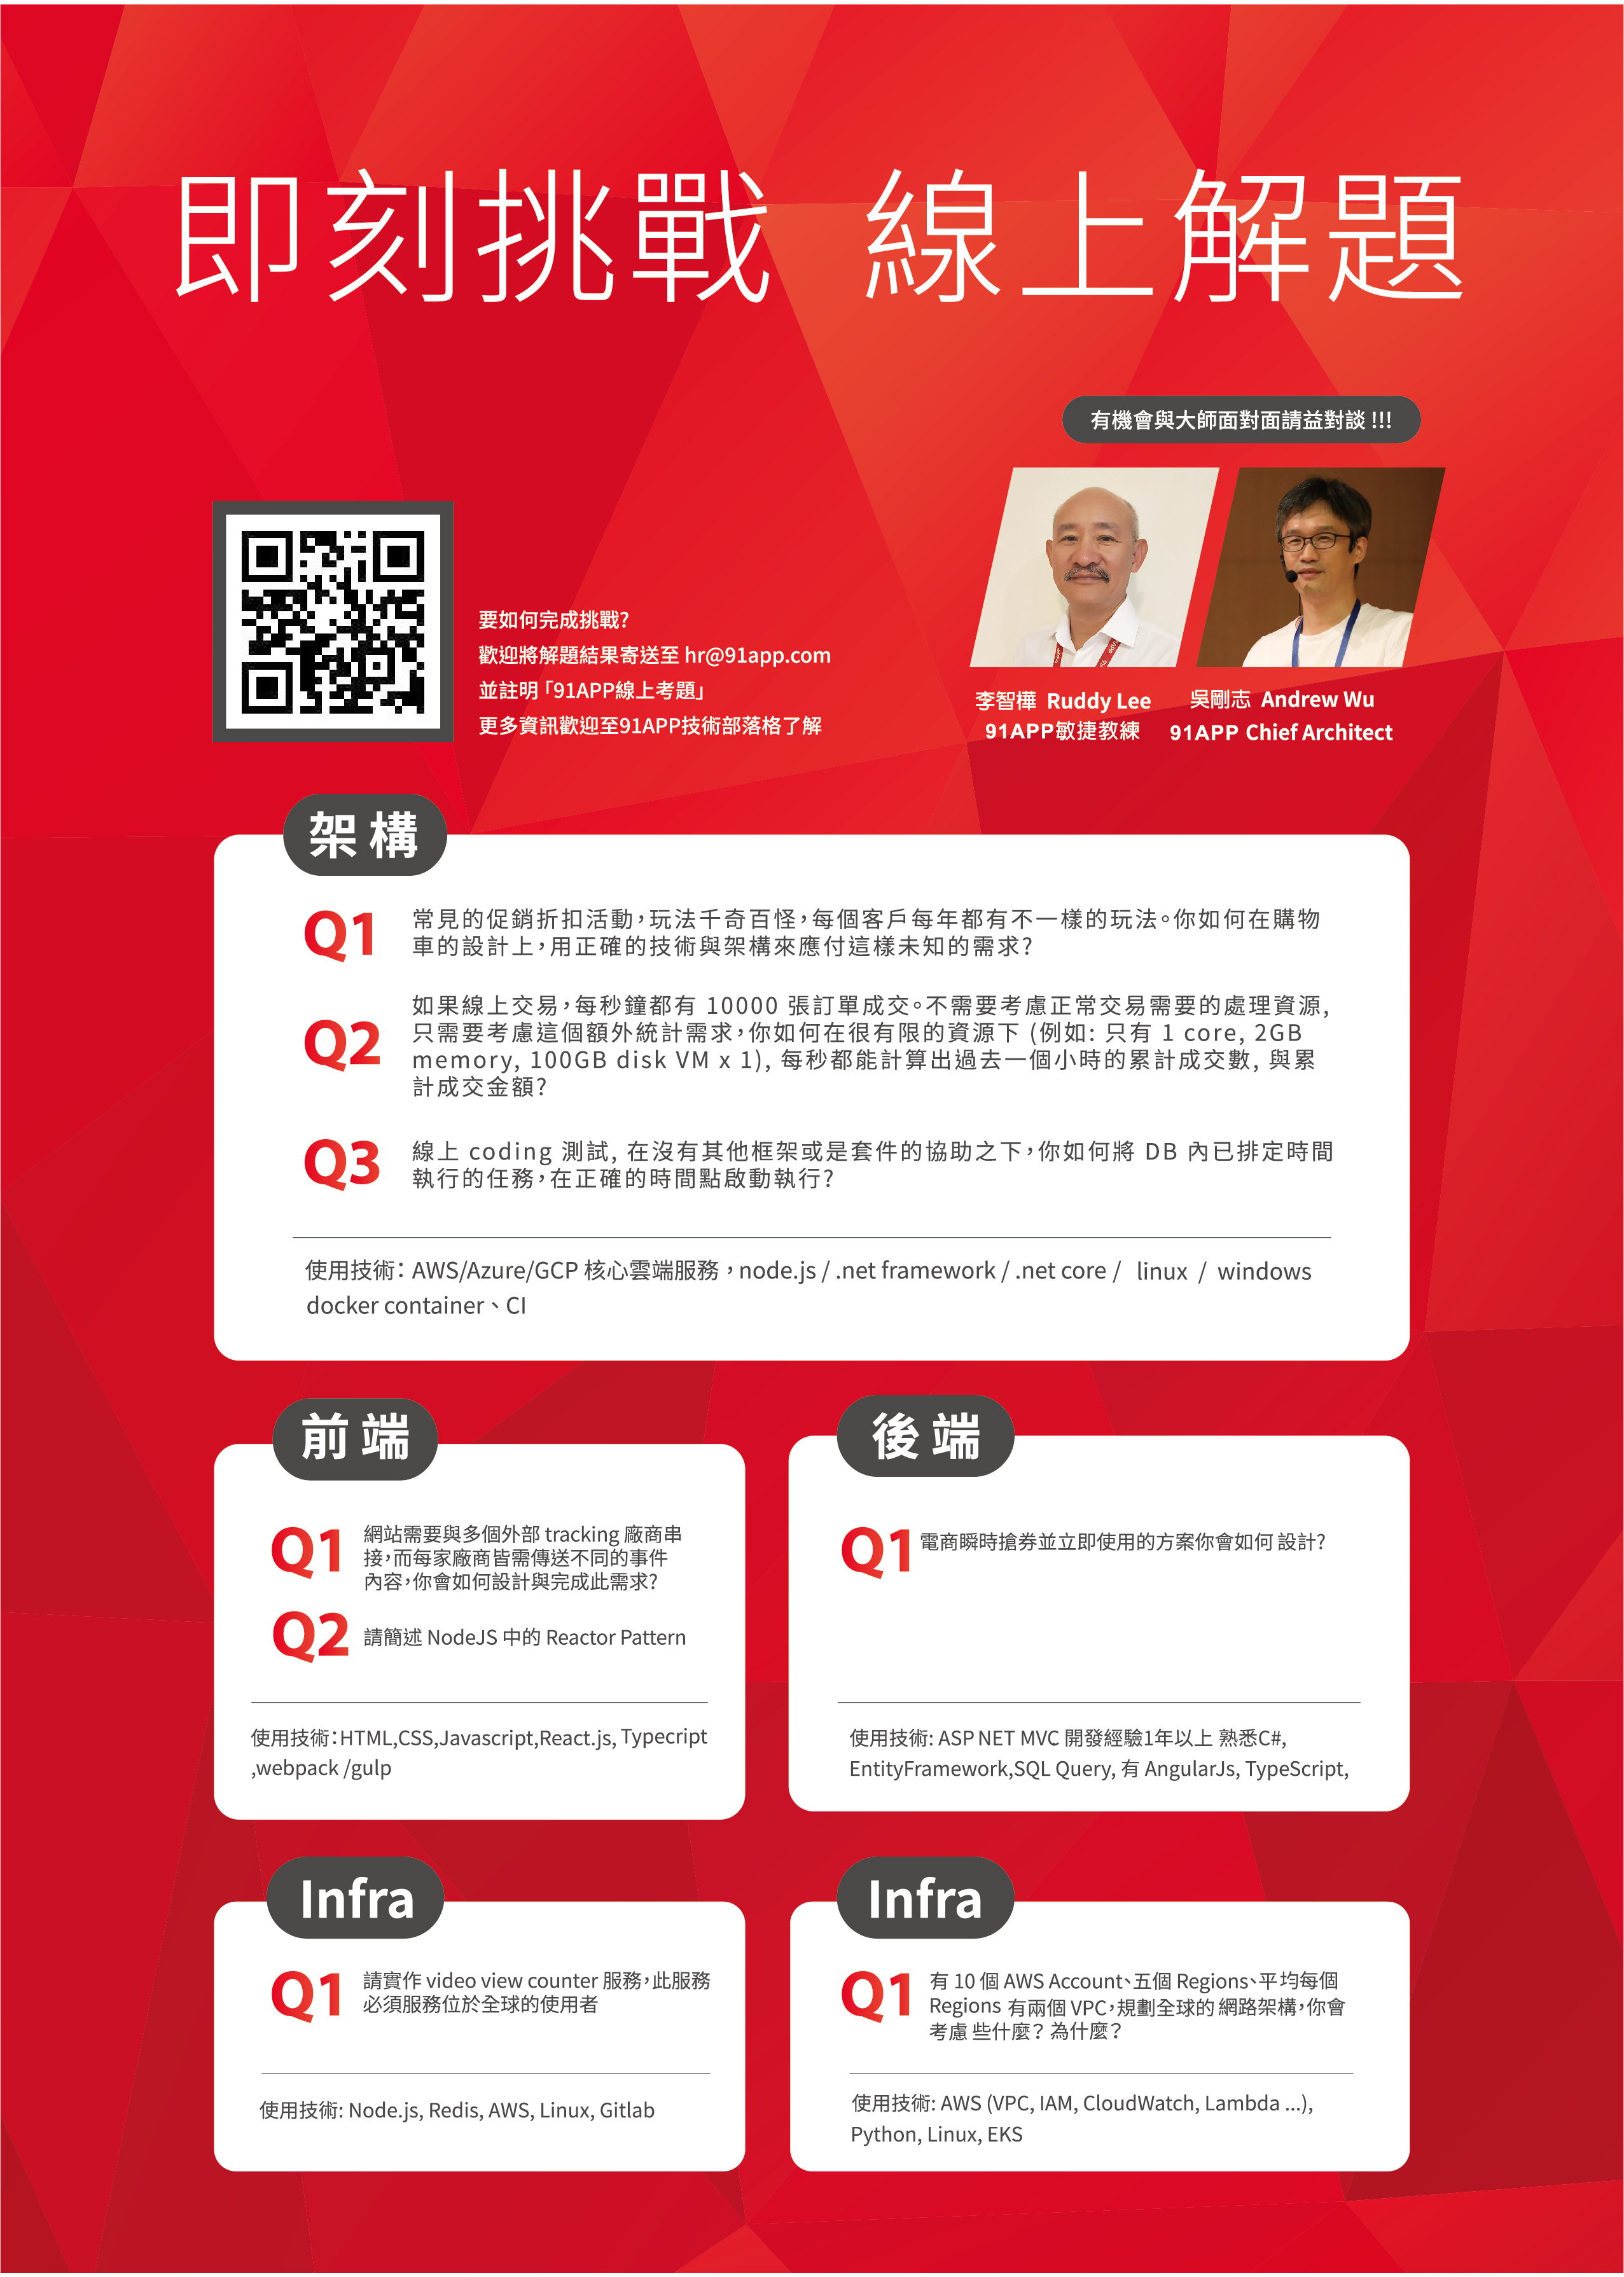 即刻挑戰 線上解題
有機會與大師面對面請益對談 !!!
要如何完成挑戰?
歡迎將解題結果寄送至 hr@91app.com
並註明「91APP線上考題」
更多資訊歡迎至91APP技術部落格了解
李智樺 Ruddy Lee
91APP敏捷教練
吳剛志 Andrew Wu
91APP Chief Architect
架構
Q1
常見的促銷折扣活動，玩法千奇百怪，每個客戶每年都有不一樣的玩法。你如何在購物
車的設計上，用正確的技術與架構來應付這樣未知的需求?
Q2
如果線上交易，每秒鐘都有 10000 張訂單成交。不需要考慮正常交易需要的處理資源,
只需要考慮這個額外統計需求，你如何在很有限的資源下 (例如: 只有 1 core, 2GB
memory, 100GB disk VM x 1), 每秒都能計算出過去一個小時的累計成交數, 與累
計成交金額?
Q3
線上 coding 測試, 在沒有其他框架或是套件的協助之下，你如何將 DB 內已排定時間
執行的任務，在正確的時間點啟動執行?
使用技術： AWS/Azure/GCP 核心雲端服務，node.js / .net framework / .net core / linux / windows
docker container、CI
前端
Q1
網站需要與多個外部 tracking 廠商串
接，而每家廠商皆需傳送不同的事件
內容，你會如何設計與完成此需求?
Q2
請簡述 NodeJS 中的 Reactor Pattern
使用技術：HTML,CSS,Javascript,React.js, Typecript
,webpack /gulp
後端
Q1
電商瞬時搶券並立即使用的方案你會如何 設計?
使用技術: ASP NET MVC 開發經驗1年以上 熟悉C#,
EntityFramework,SQL Query, 有 AngularJs, TypeScript,
Infra
Q1
請實作 video view counter 服務，此服務
必須服務位於全球的使用者
使用技術: Node.js, Redis, AWS, Linux, Gitlab
Infra
Q1
有 10 個 AWS Account、五個 Regions、平均每個
Regions 有兩個 VPC，規劃全球的 網路架構，你會
考慮 些什麼？ 為什麼？
使用技術: AWS (VPC, IAM, CloudWatch, Lambda ...),
Python, Linux, EKS